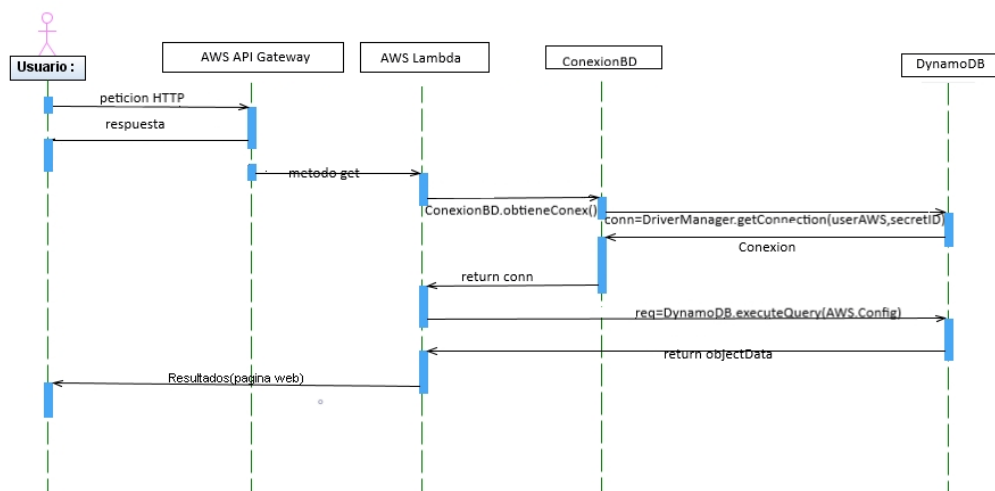 Usuario :
AWS API Gateway
AWS Lambda
ConexionBD
DynamoDB
peticion HTTP
respuesta
metodo get
ConexionBD.obtieneConex()
conn=DriverManager.getConnection(userAWS,secretID)
Conexion
return conn
req=DynamoDB.executeQuery(AWS.Config)
return objectData
Resultados(pagina web)